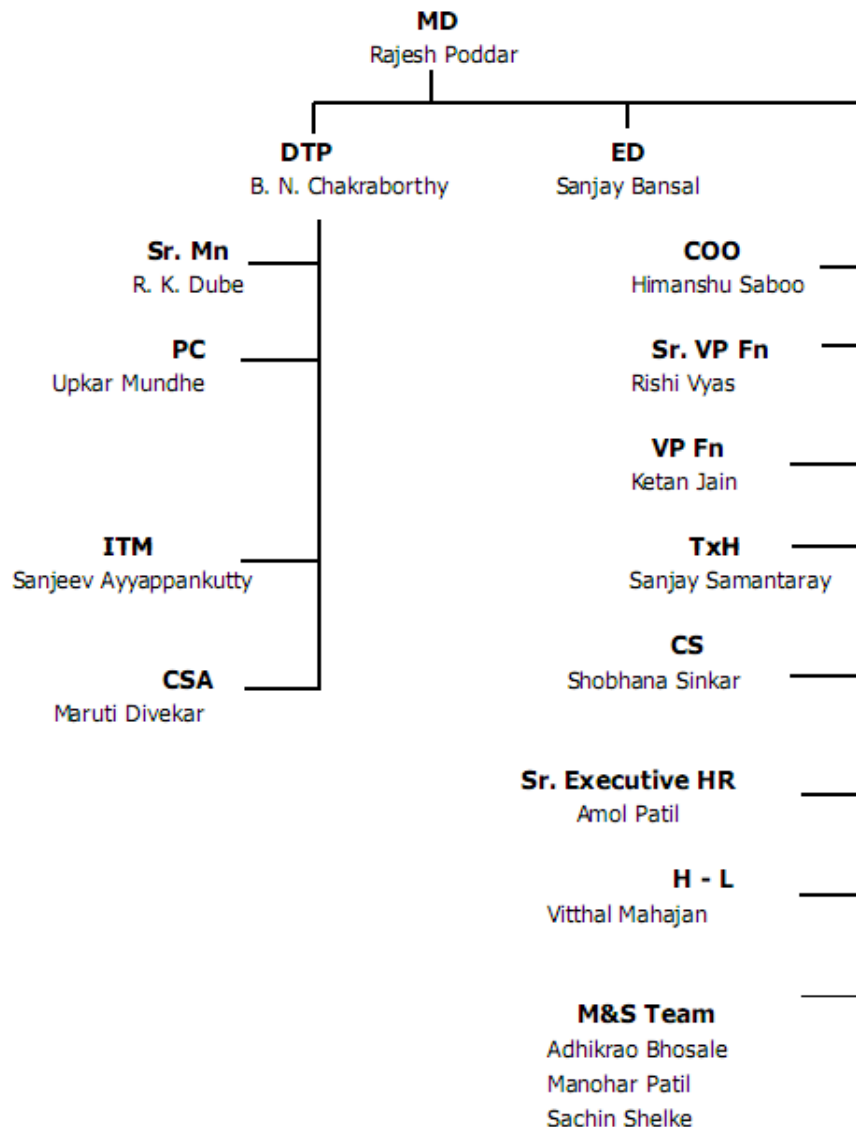 MD
Rajesh Poddar
DTP
B. N. Chakraborthy
ED
Sanjay Bansal
Sr. Mn
R. K. Dube
PC
Upkar Mundhe
ITM
Sanjeev Ayyappankutty
CSA
Maruti Divekar
COO
Himanshu Saboo
Sr. VP Fn
Rishi Vyas
VP Fn
Ketan Jain
TxH
Sanjay Samantaray
CS
Shobhana Sinkar
Sr. Executive HR
Amol Patil
H - L
Vitthal Mahajan
M&S Team
Adhikrao Bhosale
Manohar Patil
Sachin Shelke